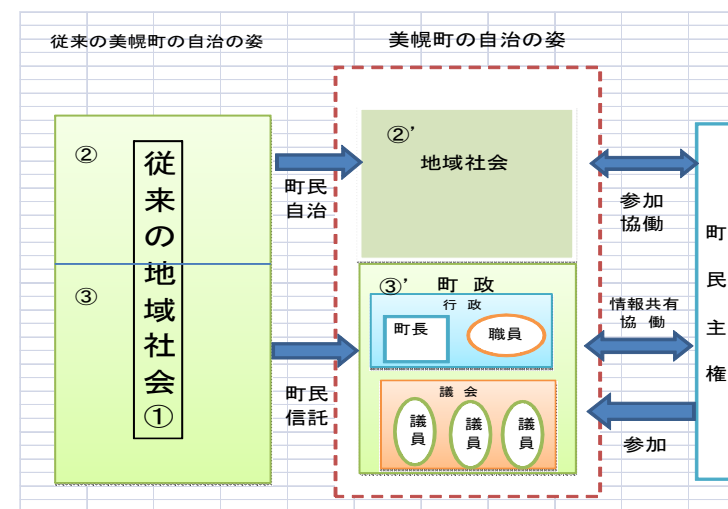 従来の美幌町の自治の姿
美幌町の自治の姿
②
従来の地域社会①
③
町民
自治
町民
信託
②’
地域社会
③’ 町 政
行 政
町長
職員
議 会
議員
議員
議員
参加
協働
情報共有
協 働
参加
町民主権